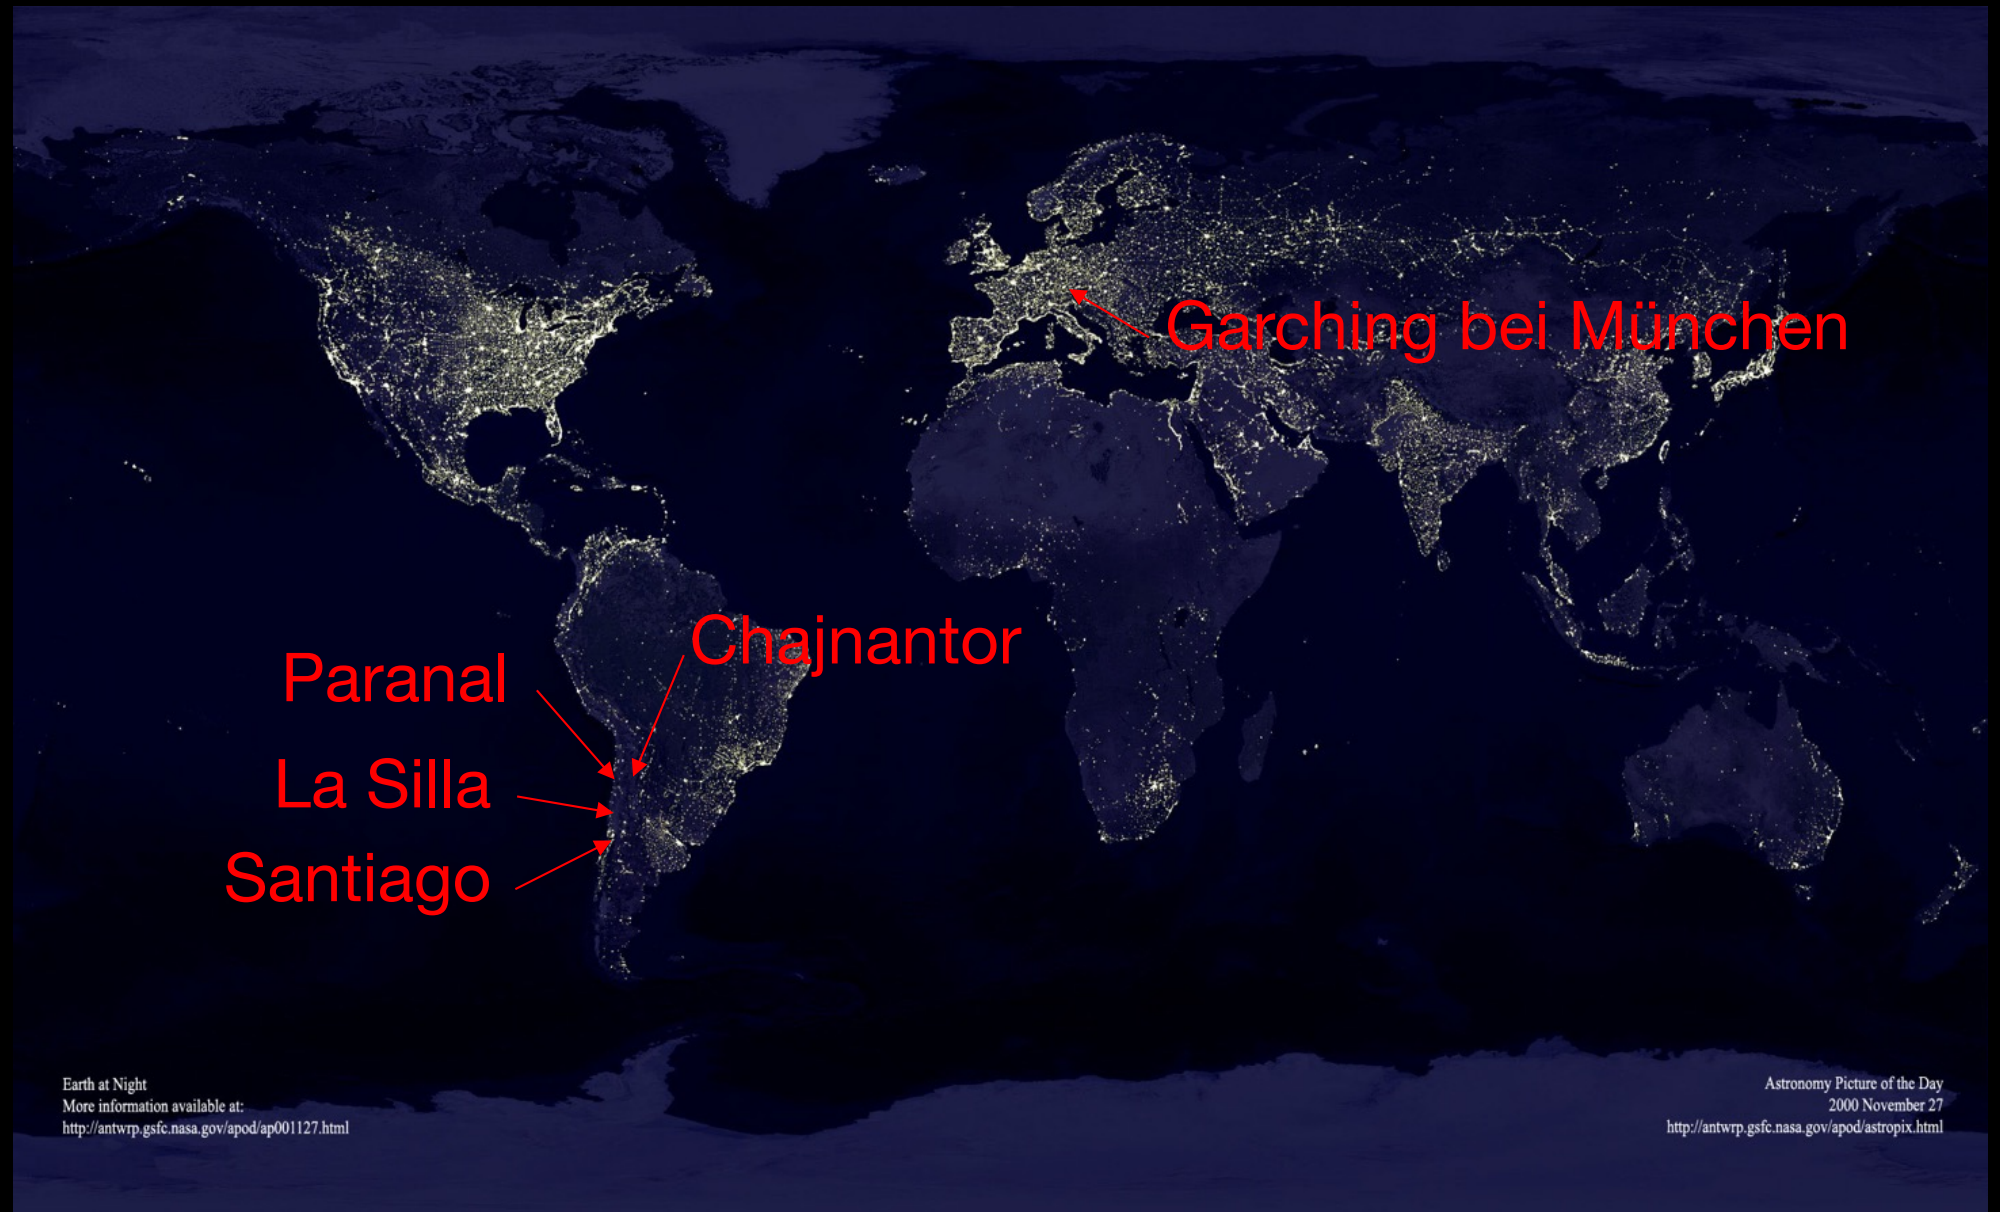 Garching bei München
Chajnantor
Paranal
La Silla
Santiago
Earth at Night
More information available at:
http://antwrp.gsfc.nasa.gov/apod/ap001127.html
Astronomy Picture of the Day
2000 November 27
http://antwrp.gsfc.nasa.gov/apod/astropix.html